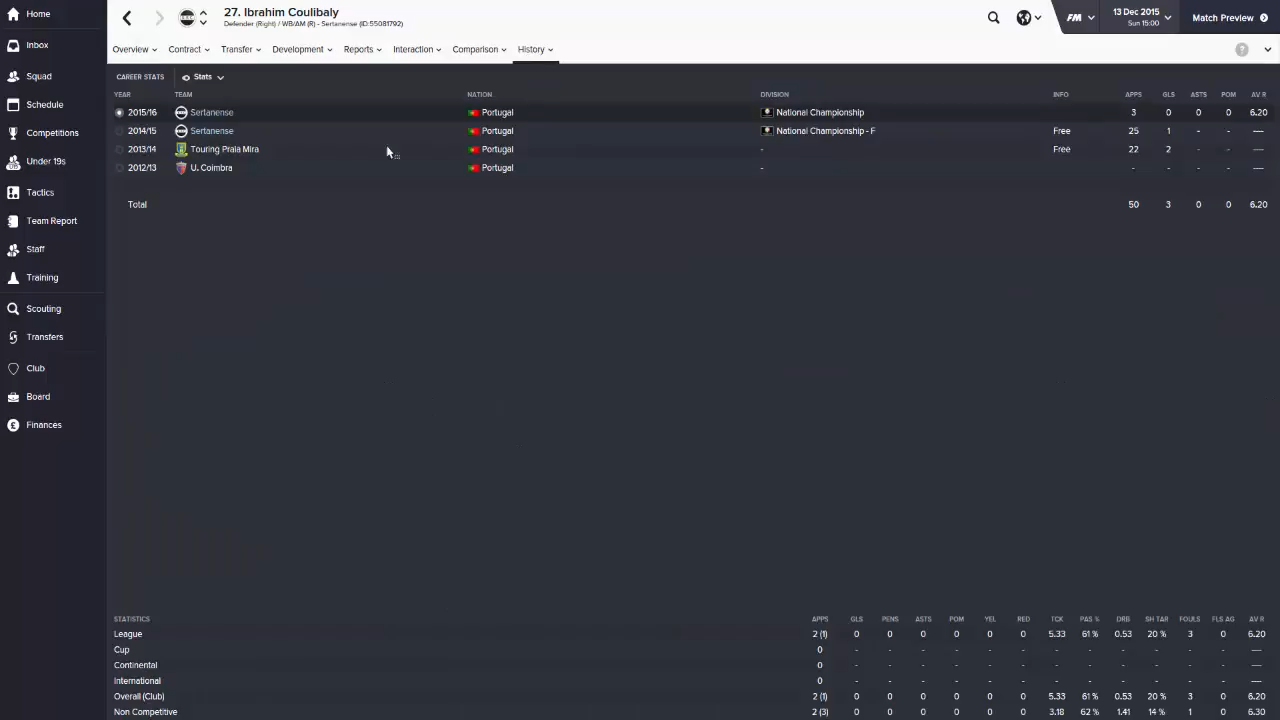 Home
27. Ibrahim Coulibaly
Defender (Right) / WB/AM (R) - Sertanense (ID:55081792)
FM
13 Dec 2015
Sun 15:00
Match Preview
Inbox
Overview Contract Transfer Development Reports Interaction Comparison History
Squad
CAREER STATS Stats
YEAR TEAM NATION DIVISION INFO APPS GLS ASTS POM AV R
Schedule
2015/16 Sertanense Portugal National Championship 3 0 0 0 6.20
Competitions
2014/15 Sertanense Portugal National Championship - F Free 25 1 - - ---
2013/14 Touring Praia Mira Portugal - Free 22 2 - - ---
Under 19s
2012/13 U. Coimbra Portugal - - - - - ---
Tactics
Total 50 3 0 0 6.20
Team Report
Staff
Training
Scouting
Transfers
Club
Board
Finances
STATISTICS APPS GLS PENS ASTS POM YEL RED TCK PAS % DRB SH TAR FOULS FLS AG AV R
League 2 (1) 0 0 0 0 0 0 5.33 61 % 0.53 20 % 3 0 6.20
Cup 0 - - - - - - - - - - - - ---
Continental 0 - - - - - - - - - - - - ---
International 0 - - - - - - - - - - - - ---
Overall (Club) 2 (1) 0 0 0 0 0 0 5.33 61 % 0.53 20 % 3 0 6.20
Non Competitive 2 (3) 0 0 0 0 0 0 3.18 62 % 1.41 14 % 1 0 6.30